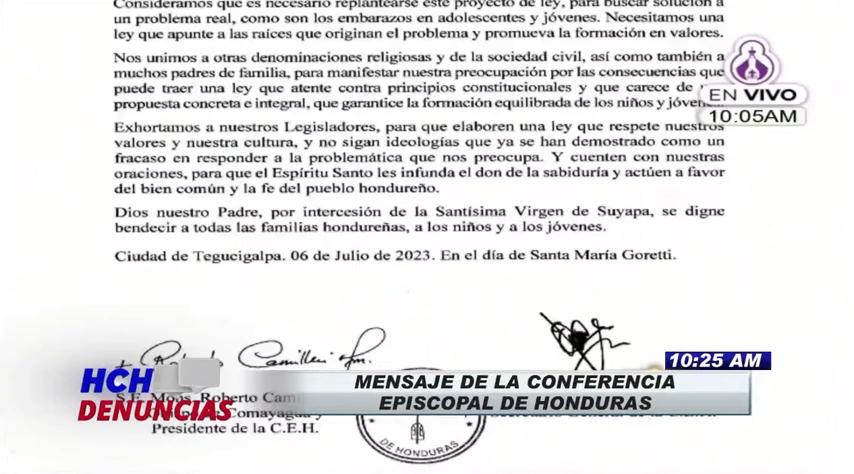 Consideramos que es necesario replantearse este proyecto de ley, para buscar solución a
un problema real, como son los embarazos en adolescentes y jóvenes. Necesitamos una
ley que apunte a las raíces que originan el problema y promueva la formación en valores.
Nos unimos a otras denominaciones religiosas y de la sociedad civil, así como también a
muchos padres de familia, para manifestar nuestra preocupación por las consecuencias que
puede traer una ley que atente contra principios constitucionales y que carece de
propuesta concreta e integral, que garantice la formación equilibrada de los niños y
EN VIVO
10:05AM
Exhortamos a nuestros Legisladores, para que elaboren una ley que respete nuestros
valores y nuestra cultura, y no sigan ideologías que ya se han demostrado como un
fracaso en responder a la problemática que nos preocupa. Y cuenten con nuestras
oraciones, para que el Espíritu Santo les infunda el don de la sabiduría y actúen a favor
del bien común y la fe del pueblo hondureño.
Dios nuestro Padre, por intercesión de la Santísima Virgen de Suyapa, se digne
bendecir a todas las familias hondureñas, a los niños y a los jóvenes.
Ciudad de Tegucigalpa. 06 de Julio de 2023. En el día de Santa María Goretti.
Roberto Camilleri
10:25 AM
HCH
DENUNCIAS
MENSAJE DE LA CONFERENCIA
EPISCOPAL DE HONDURAS
S.E. Mons. Roberto
Comayagua y
Presidente de la C.E.H.
DE HONDURAS